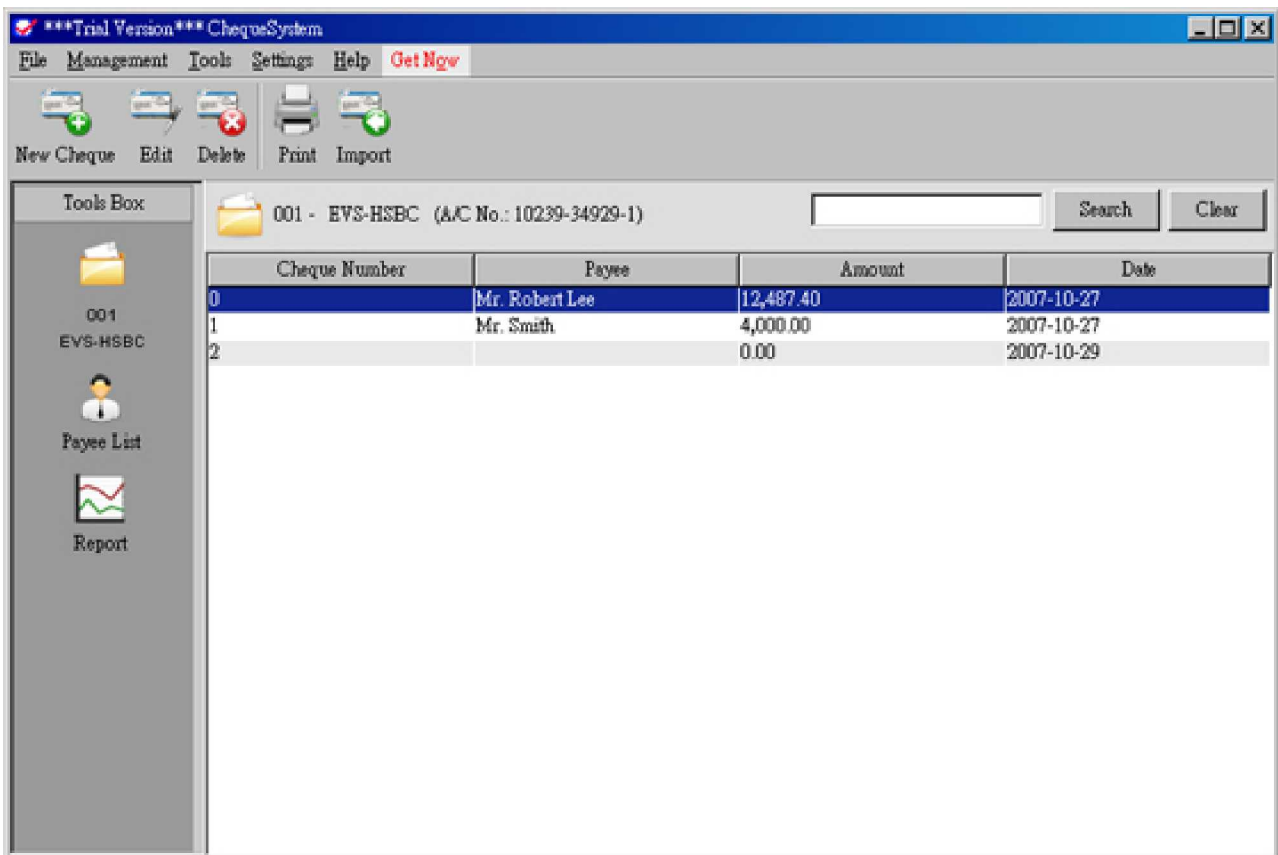 ***Trial Version*** ChequeSystem
File Management Tools Settings Help Get Now
New Cheque Edit Delete Print Import
Tools Box
001 - EVS-HSBC (A/C No.: 10239-34929-1)
Search Clear
001
EVS-HSBC
Payee List
Report
Cheque Number Payee Amount Date
0 Mr. Robert Lee 12,487.40 2007-10-27
1 Mr. Smith 4,000.00 2007-10-27
2 0.00 2007-10-29